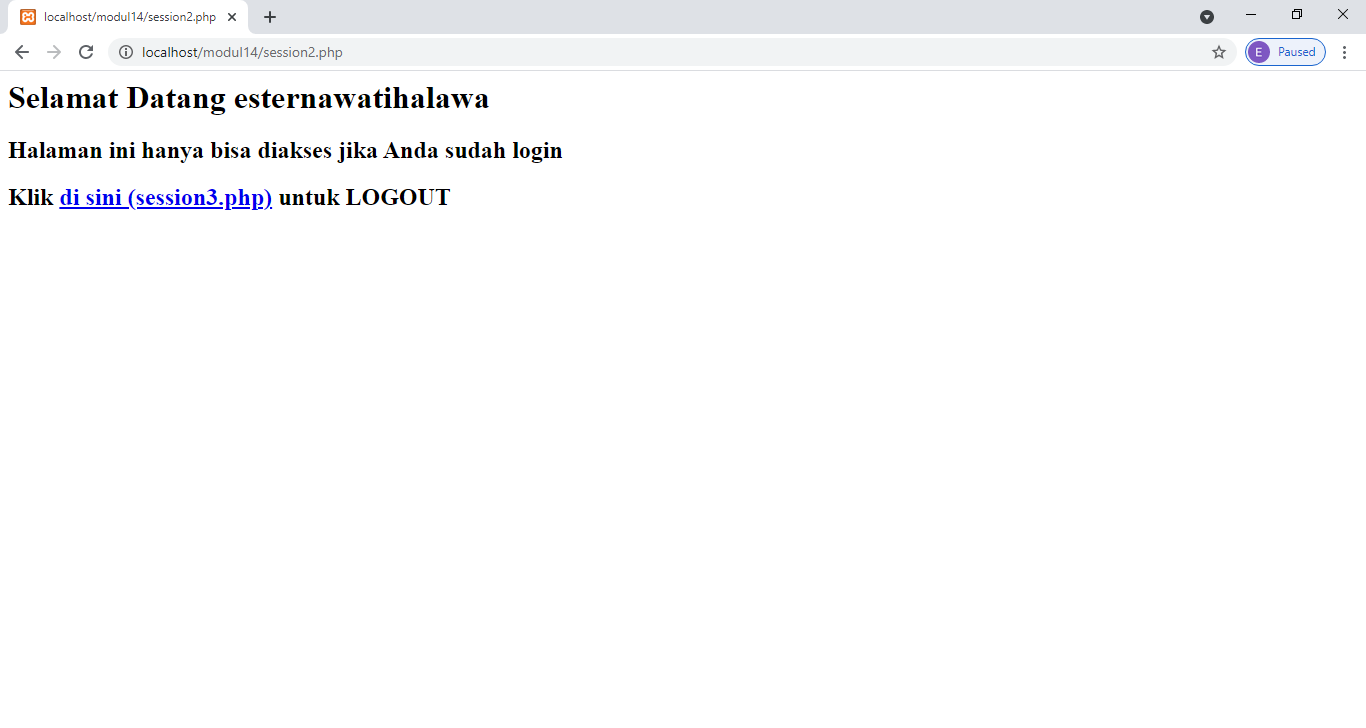 localhost/modul14/session2.php
localhost/modul14/session2.php
E Paused
Selamat Datang esternawatihalawa
Halaman ini hanya bisa diakses jika Anda sudah login
Klik di sini (session3.php) untuk LOGOUT